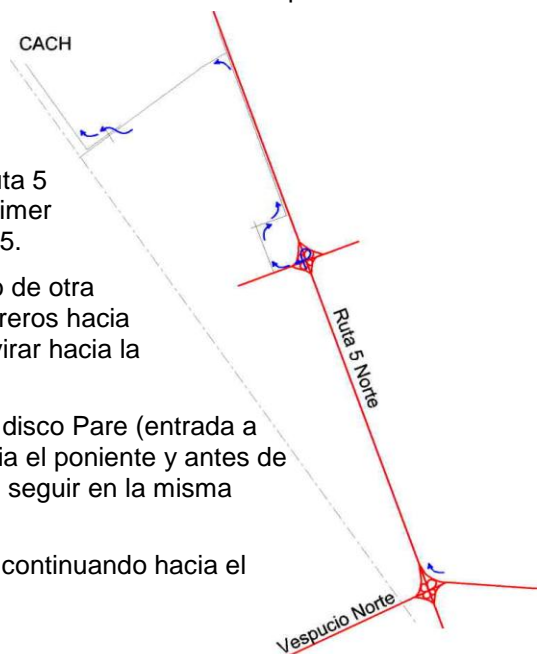 CACH
uta 5
imer
5.
o de otra
reros hacia
virar hacia la
disco Pare (entrada a
ia el poniente y antes de
seguir en la misma
continuando hacia el
Ruta 5 Norte
Vespucio Norte